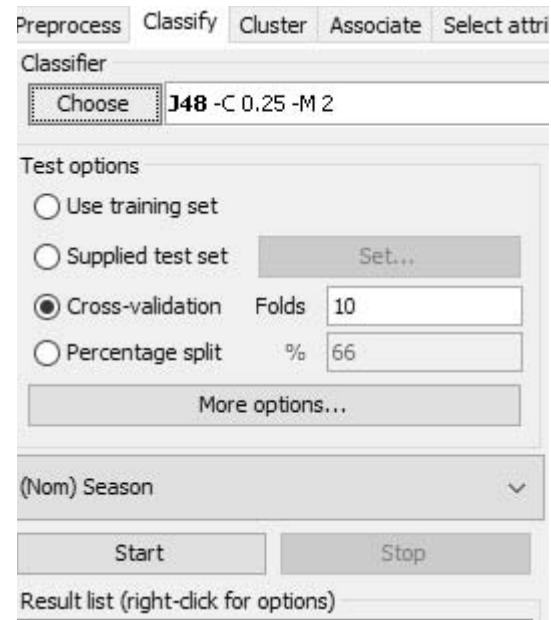 Preprocess Classify Cluster Associate Select attri
Classifier
Choose J48 -C 0.25 -M 2
Test options
Use training set
Supplied test set Set...
Cross-validation Folds 10
Percentage split % 66
More options...
(Nom) Season
Start Stop
Result list (right-click for options)